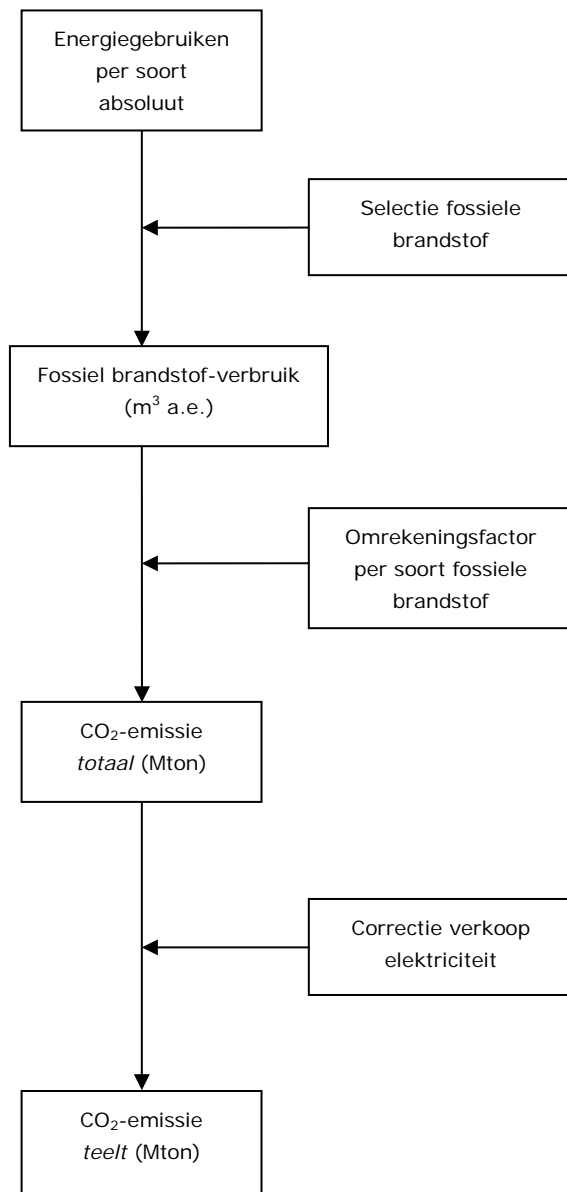 Energiegebruiken
per soort
absoluut
Selectie fossiele
brandstof
Fossiel brandstof-verbruik
(m³ a.e.)
Omrekeningsfactor
per soort fossiele
brandstof
CO₂-emissie
totaal (Mton)
Correctie verkoop
elektriciteit
CO₂-emissie
teelt (Mton)